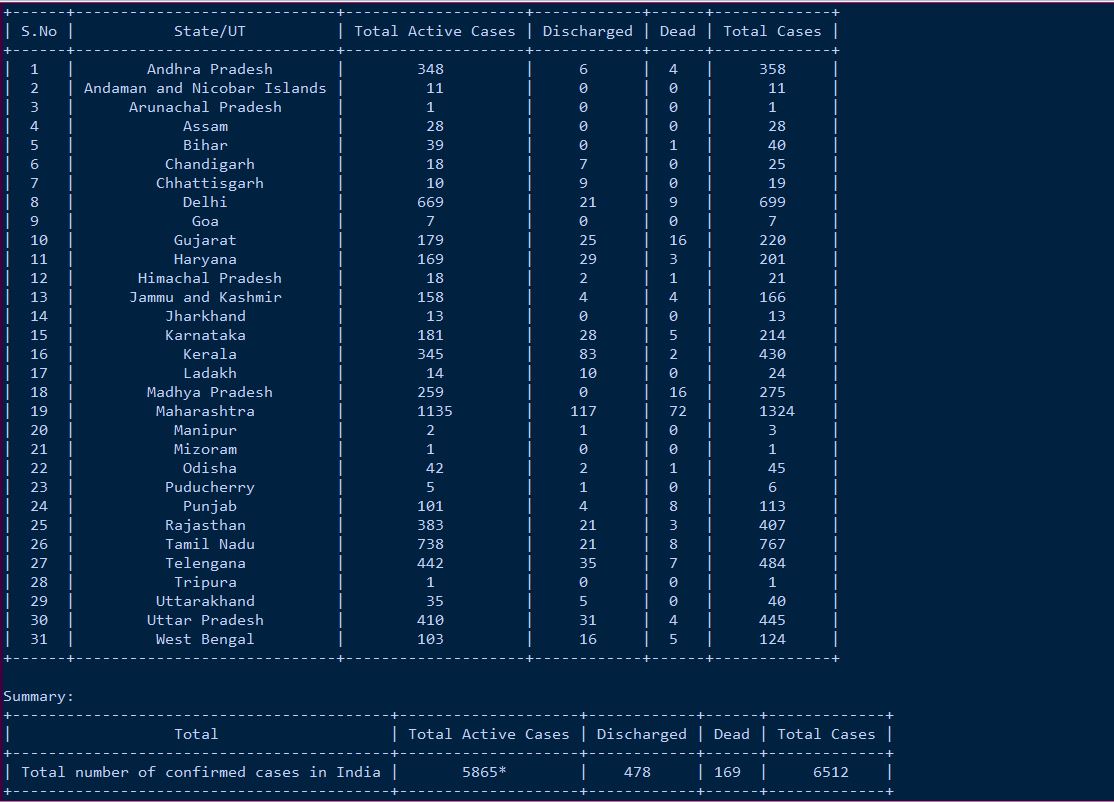 S.No | State/UT | Total Active Cases | Discharged | Dead | Total Cases
1 | Andhra Pradesh | 348 | 6 | 4 | 358
2 | Andaman and Nicobar Islands | 11 | 0 | 0 | 11
3 | Arunachal Pradesh | 1 | 0 | 0 | 1
4 | Assam | 28 | 0 | 0 | 28
5 | Bihar | 39 | 0 | 1 | 40
6 | Chandigarh | 18 | 7 | 0 | 25
7 | Chhattisgarh | 10 | 9 | 0 | 19
8 | Delhi | 669 | 21 | 9 | 699
9 | Goa | 7 | 0 | 0 | 7
10 | Gujarat | 179 | 25 | 16 | 220
11 | Haryana | 169 | 29 | 3 | 201
12 | Himachal Pradesh | 18 | 2 | 1 | 21
13 | Jammu and Kashmir | 158 | 4 | 4 | 166
14 | Jharkhand | 13 | 0 | 0 | 13
15 | Karnataka | 181 | 28 | 5 | 214
16 | Kerala | 345 | 83 | 2 | 430
17 | Ladakh | 14 | 10 | 0 | 24
18 | Madhya Pradesh | 259 | 0 | 16 | 275
19 | Maharashtra | 1135 | 117 | 72 | 1324
20 | Manipur | 2 | 1 | 0 | 3
21 | Mizoram | 1 | 0 | 0 | 1
22 | Odisha | 42 | 2 | 1 | 45
23 | Puducherry | 5 | 1 | 0 | 6
24 | Punjab | 101 | 4 | 8 | 113
25 | Rajasthan | 383 | 21 | 3 | 407
26 | Tamil Nadu | 738 | 21 | 8 | 767
27 | Telengana | 442 | 35 | 7 | 484
28 | Tripura | 1 | 0 | 0 | 1
29 | Uttarakhand | 35 | 5 | 0 | 40
30 | Uttar Pradesh | 410 | 31 | 4 | 445
31 | West Bengal | 103 | 16 | 5 | 124
Summary:
Total | Total Active Cases | Discharged | Dead | Total Cases
Total number of confirmed cases in India | 5865* | 478 | 169 | 6512